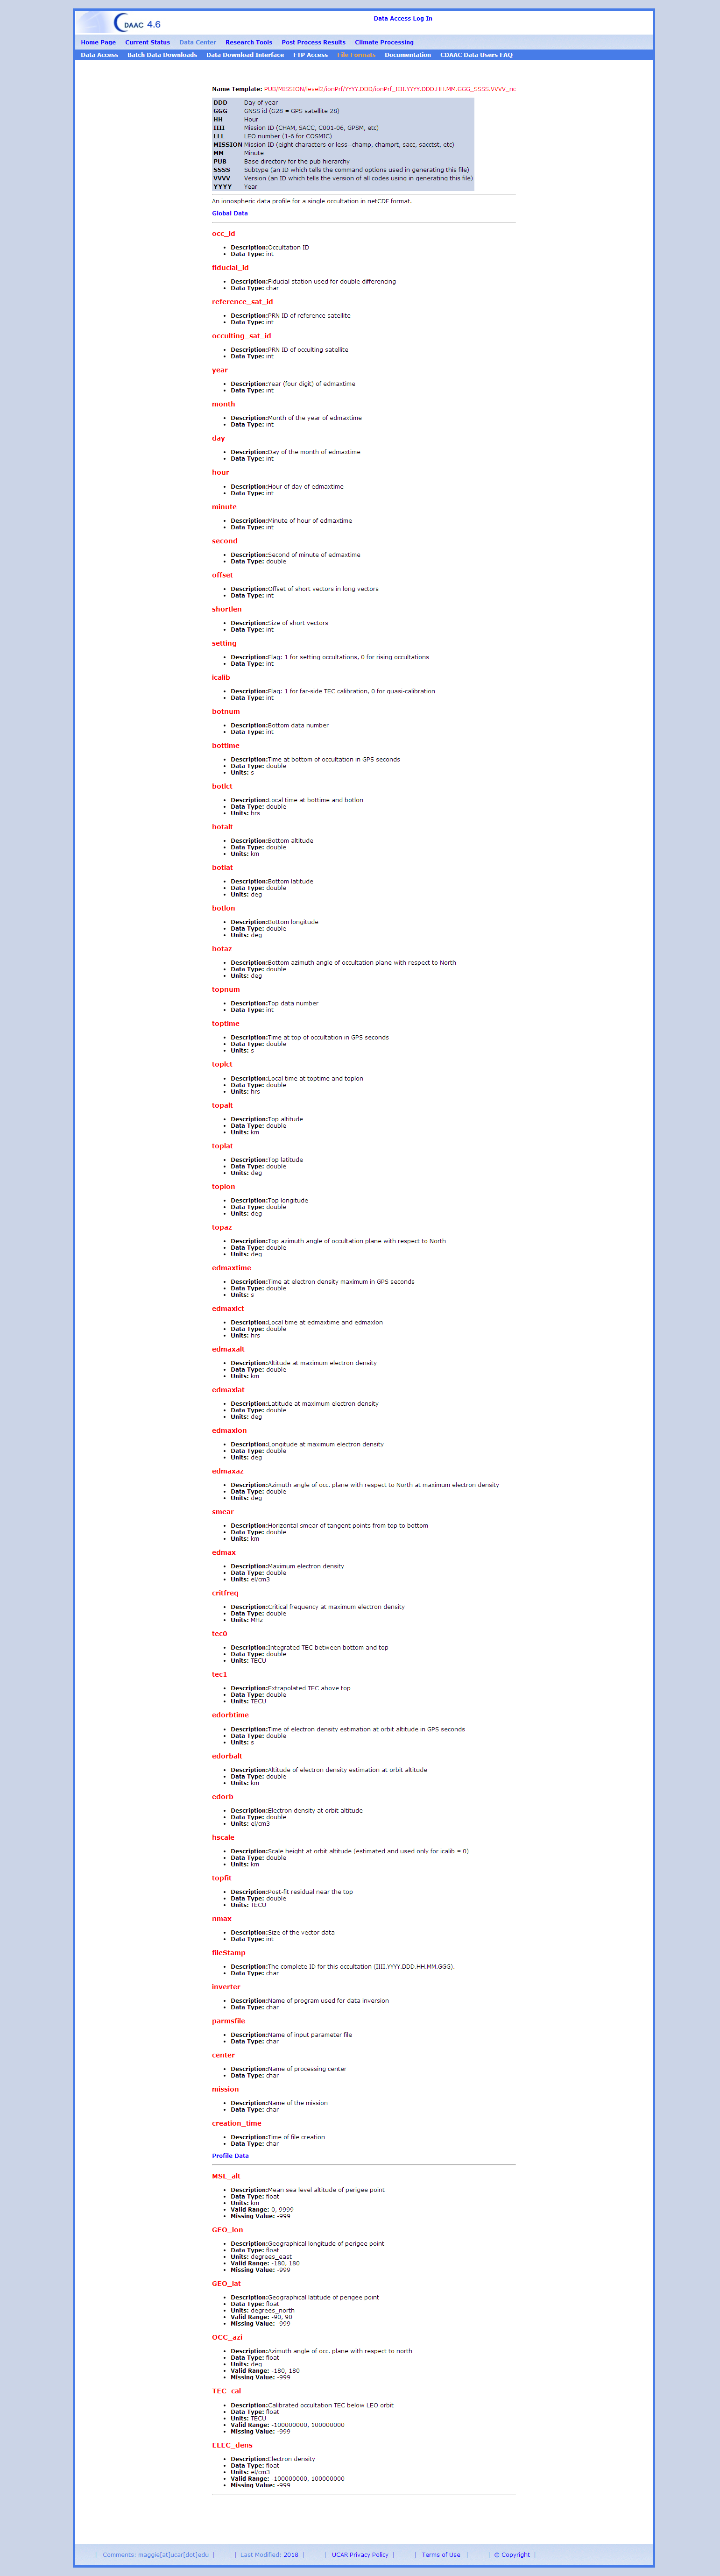 CDAAC 4.6
Data Access Log In
Home Page Current Status Data Center Research Tools Post Process Results Climate Processing
Data Access Batch Data Downloads Data Download Interface FTP Access File Formats Documentation CDAAC Data Users FAQ
Name Template: PUB/MISSION/level2/ionPrf/YYYY.DDD/ionPrf_IIII.YYYY.DDD.HH.MM.GGG_SSSS.VVVV_nc
DDD Day of year
GGG GNSS id (G28 = GPS satellite 28)
HH Hour
IIII Mission ID (CHAM, SACC, C001-06, GPSM, etc)
LLL LEO number (1-6 for COSMIC)
MISSION Mission ID (eight characters or less--champ, champrt, sacc, sacctst, etc)
MM Minute
PUB Base directory for the pub hierarchy
SSSS Subtype (an ID which tells the command options used in generating this file)
VVVV Version (an ID which tells the version of all codes using in generating this file)
YYYY Year
An ionospheric data profile for a single occultation in netCDF format.
Global Data
occ_id
• Description:Occultation ID
• Data Type: int
fiducial_id
• Description:Fiducial station used for double differencing
• Data Type: char
reference_sat_id
• Description:PRN ID of reference satellite
• Data Type: int
occulting_sat_id
• Description:PRN ID of occulting satellite
• Data Type: int
year
• Description:Year (four digit) of edmaxtime
• Data Type: int
month
• Description:Month of the year of edmaxtime
• Data Type: int
day
• Description:Day of the month of edmaxtime
• Data Type: int
hour
• Description:Hour of day of edmaxtime
• Data Type: int
minute
• Description:Minute of hour of edmaxtime
• Data Type: int
second
• Description:Second of minute of edmaxtime
• Data Type: double
offset
• Description:Offset of short vectors in long vectors
• Data Type: int
shortlen
• Description:Size of short vectors
• Data Type: int
setting
• Description:Flag: 1 for setting occultations, 0 for rising occultations
• Data Type: int
icalib
• Description:Flag: 1 for far-side TEC calibration, 0 for quasi-calibration
• Data Type: int
botnum
• Description:Bottom data number
• Data Type: int
bottime
• Description:Time at bottom of occultation in GPS seconds
• Data Type: double
• Units: s
botlct
• Description:Local time at bottime and botlon
• Data Type: double
• Units: hrs
botalt
• Description:Bottom altitude
• Data Type: double
• Units: km
botlat
• Description:Bottom latitude
• Data Type: double
• Units: deg
botlon
• Description:Bottom longitude
• Data Type: double
• Units: deg
botaz
• Description:Bottom azimuth angle of occultation plane with respect to North
• Data Type: double
• Units: deg
topnum
• Description:Top data number
• Data Type: int
toptime
• Description:Time at top of occultation in GPS seconds
• Data Type: double
• Units: s
toplct
• Description:Local time at toptime and toplon
• Data Type: double
• Units: hrs
topalt
• Description:Top altitude
• Data Type: double
• Units: km
toplat
• Description:Top latitude
• Data Type: double
• Units: deg
toplon
• Description:Top longitude
• Data Type: double
• Units: deg
topaz
• Description:Top azimuth angle of occultation plane with respect to North
• Data Type: double
• Units: deg
edmaxtime
• Description:Time at electron density maximum in GPS seconds
• Data Type: double
• Units: s
edmaxlct
• Description:Local time at edmaxtime and edmaxlon
• Data Type: double
• Units: hrs
edmaxalt
• Description:Altitude at maximum electron density
• Data Type: double
• Units: km
edmaxlat
• Description:Latitude at maximum electron density
• Data Type: double
• Units: deg
edmaxlon
• Description:Longitude at maximum electron density
• Data Type: double
• Units: deg
edmaxaz
• Description:Azimuth angle of occ. plane with respect to North at maximum electron density
• Data Type: double
• Units: deg
smear
• Description:Horizontal smear of tangent points from top to bottom
• Data Type: double
• Units: km
edmax
• Description:Maximum electron density
• Data Type: double
• Units: el/cm3
critfreq
• Description:Critical frequency at maximum electron density
• Data Type: double
• Units: MHz
tec0
• Description:Integrated TEC between bottom and top
• Data Type: double
• Units: TECU
tec1
• Description:Extrapolated TEC above top
• Data Type: double
• Units: TECU
edorbtime
• Description:Time of electron density estimation at orbit altitude in GPS seconds
• Data Type: double
• Units: s
edorbalt
• Description:Altitude of electron density estimation at orbit altitude
• Data Type: double
• Units: km
edorb
• Description:Electron density at orbit altitude
• Data Type: double
• Units: el/cm3
hscale
• Description:Scale height at orbit altitude (estimated and used only for icalib = 0)
• Data Type: double
• Units: km
topfit
• Description:Post-fit residual near the top
• Data Type: double
• Units: TECU
nmax
• Description:Size of the vector data
• Data Type: int
fileStamp
• Description:The complete ID for this occultation (IIII.YYYY.DDD.HH.MM.GGG).
• Data Type: char
inverter
• Description:Name of program used for data inversion
• Data Type: char
parmsfile
• Description:Name of input parameter file
• Data Type: char
center
• Description:Name of processing center
• Data Type: char
mission
• Description:Name of the mission
• Data Type: char
creation_time
• Description:Time of file creation
• Data Type: char
Profile Data
MSL_alt
• Description:Mean sea level altitude of perigee point
• Data Type: float
• Units: km
• Valid Range: 0, 9999
• Missing Value: -999
GEO_lon
• Description:Geographical longitude of perigee point
• Data Type: float
• Units: degrees_east
• Valid Range: -180, 180
• Missing Value: -999
GEO_lat
• Description:Geographical latitude of perigee point
• Data Type: float
• Units: degrees_north
• Valid Range: -90, 90
• Missing Value: -999
OCC_azi
• Description:Azimuth angle of occ. plane with respect to north
• Data Type: float
• Units: deg
• Valid Range: -180, 180
• Missing Value: -999
TEC_cal
• Description:Calibrated occultation TEC below LEO orbit
• Data Type: float
• Units: TECU
• Valid Range: -100000000, 100000000
• Missing Value: -999
ELEC_dens
• Description:Electron density
• Data Type: float
• Units: el/cm3
• Valid Range: -100000000, 100000000
• Missing Value: -999
| Comments: maggie[at]ucar[dot]edu | | Last Modified: 2018 | | UCAR Privacy Policy | | Terms of Use | | © Copyright |